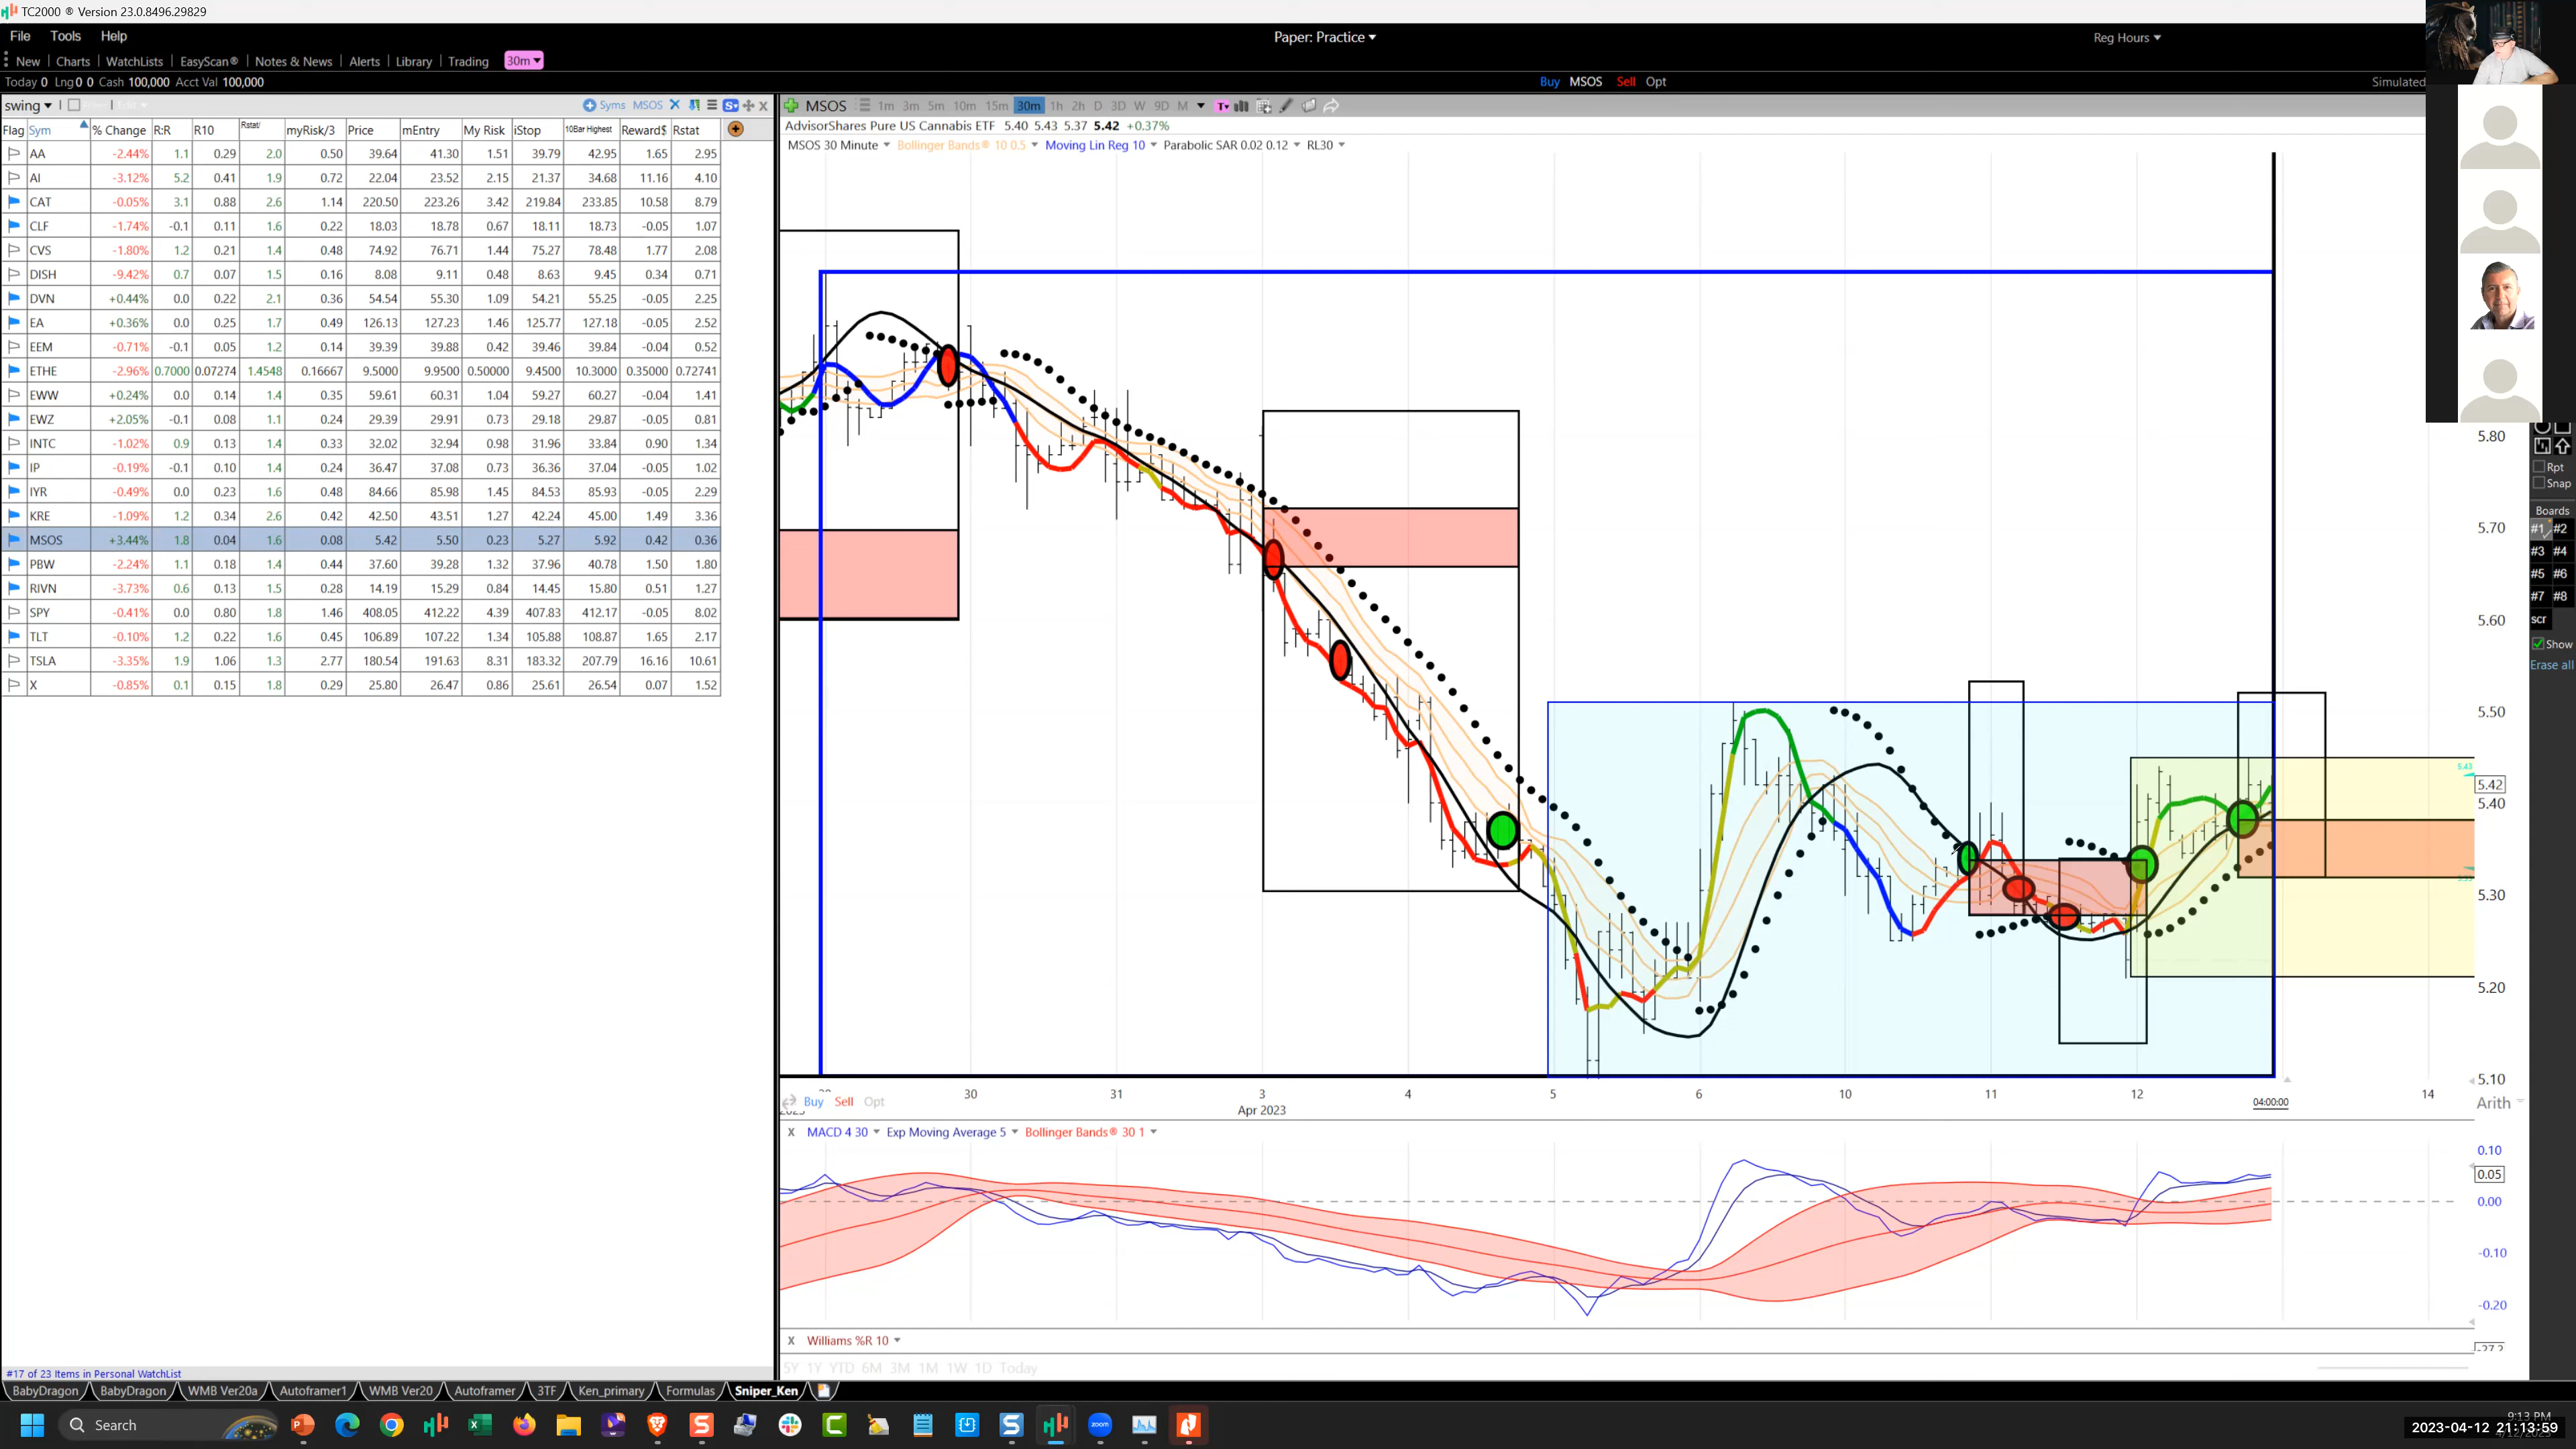 TC2000 ® Version 23.0.8496.29829
File Tools Help
Paper: Practice
Reg Hours
New Charts WatchLists EasyScan® Notes & News Alerts Library Trading 30m
Today 0 Lng 0 0 Cash 100,000 Acct Val 100,000
Buy MSOS Sell Opt
Simulated
swing
Syms MSOS X
MSOS 1m 3m 5m 10m 15m 30m 1h 2h D 3D W 9D M
Flag Sym % Change R:R R10 Rstat/ myRisk/3 Price mEntry My Risk iStop 10Bar Highest Reward$ Rstat
AA -2.44% 1.1 0.29 2.0 0.50 39.64 41.30 1.51 39.79 42.95 1.65 2.95
AI -3.12% 5.2 0.41 1.9 0.72 22.04 23.52 2.15 21.37 34.68 11.16 4.10
CAT -0.05% 3.1 0.88 2.6 1.14 220.50 223.26 3.42 219.84 233.85 10.58 8.79
CLF -1.74% -0.1 0.11 1.6 0.22 18.03 18.78 0.67 18.11 18.73 -0.05 1.07
CVS -1.80% 1.2 0.21 1.4 0.48 74.92 76.71 1.44 75.27 78.48 1.77 2.08
DISH -9.42% 0.7 0.07 1.5 0.16 8.08 9.11 0.48 8.63 9.45 0.34 0.71
DVN +0.44% 0.0 0.22 2.1 0.36 54.54 55.30 1.09 54.21 55.25 -0.05 2.25
EA +0.36% 0.0 0.25 1.7 0.49 126.13 127.23 1.46 125.77 127.18 -0.05 2.52
EEM -0.71% -0.1 0.05 1.2 0.14 39.39 39.88 0.42 39.46 39.84 -0.04 0.52
ETHE -2.96% 0.7000 0.07274 1.4548 0.16667 9.5000 9.9500 0.50000 9.4500 10.3000 0.35000 0.72741
EWW +0.24% 0.0 0.14 1.4 0.35 59.61 60.31 1.04 59.27 60.27 -0.04 1.41
EWZ +2.05% -0.1 0.08 1.1 0.24 29.39 29.91 0.73 29.18 29.87 -0.05 0.81
INTC -1.02% 0.9 0.13 1.4 0.33 32.02 32.94 0.98 31.96 33.84 0.90 1.34
IP -0.19% -0.1 0.10 1.4 0.24 36.47 37.08 0.73 36.36 37.04 -0.05 1.02
IYR -0.49% 0.0 0.23 1.6 0.48 84.66 85.98 1.45 84.53 85.93 -0.05 2.29
KRE -1.09% 1.2 0.34 2.6 0.42 42.50 43.51 1.27 42.24 45.00 1.49 3.36
MSOS +3.44% 1.8 0.04 1.6 0.08 5.42 5.50 0.23 5.27 5.92 0.42 0.36
PBW -2.24% 1.1 0.18 1.4 0.44 37.60 39.28 1.32 37.96 40.78 1.50 1.80
RIVN -3.73% 0.6 0.13 1.5 0.28 14.19 15.29 0.84 14.45 15.80 0.51 1.27
SPY -0.41% 0.0 0.80 1.8 1.46 408.05 412.22 4.39 407.83 412.17 -0.05 8.02
TLT -0.10% 1.2 0.22 1.6 0.45 106.89 107.22 1.34 105.88 108.87 1.65 2.17
TSLA -3.35% 1.9 1.06 1.3 2.77 180.54 191.63 8.31 183.32 207.79 16.16 10.61
X -0.85% 0.1 0.15 1.8 0.29 25.80 26.47 0.86 25.61 26.54 0.07 1.52
AdvisorShares Pure US Cannabis ETF 5.40 5.43 5.37 5.42 +0.37%
MSOS 30 Minute Bollinger Bands® 10 0.5 Moving Lin Reg 10 Parabolic SAR 0.02 0.12 RL30
5.80
5.70
5.60
5.50
5.43
5.42
5.40
5.30
5.20
5.10
30 31 3 4 5 6 10 11 12 14
Apr 2023
04:00:00
Arith
Buy Sell Opt
Rpt
Snap
Boards
#1 #2
#3 #4
#5 #6
#7 #8
scr
Show
Erase all
X MACD 4 30 Exp Moving Average 5 Bollinger Bands® 30 1
0.10
0.05
0.00
-0.10
-0.20
X Williams %R 10
5Y 1Y YTD 6M 3M 1M 1W 1D Today
#17 of 23 Items in Personal WatchList
BabyDragon BabyDragon WMB Ver20a Autoframer1 WMB Ver20 Autoframer 3TF Ken_primary Formulas Sniper_Ken
Search
zoom
2023-04-12 21:13:59